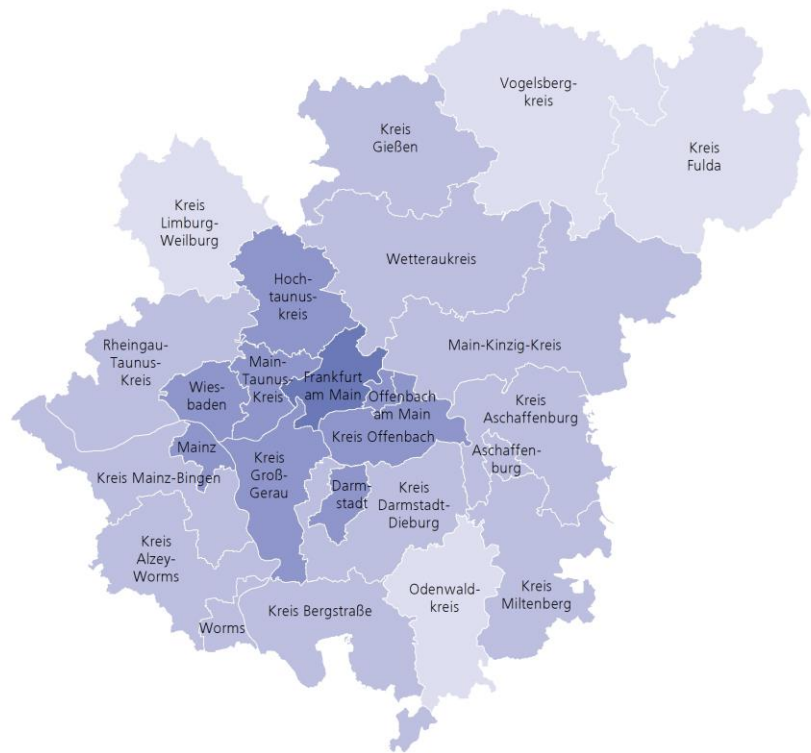 Vogelsberg-
kreis
Kreis
Gießen
Kreis
Fulda
Kreis
Limburg-
Weilburg
Wetteraukreis
Hoch-
taunus-
kreis
Rheingau-
Taunus-
Kreis
Main-
Taunus-
Kreis
Frankfurt
am Main
Main-Kinzig-Kreis
Wies-
baden
Offenbach
am Main
Kreis
Aschaffenburg
Kreis Offenbach
Mainz
Aschaffen-
burg
Kreis
Groß-
Gerau
Kreis Mainz-Bingen
Darm-
stadt
Kreis
Darmstadt-
Dieburg
Kreis
Alzey-
Worms
Odenwald-
kreis
Kreis
Miltenberg
Kreis Bergstraße
Worms